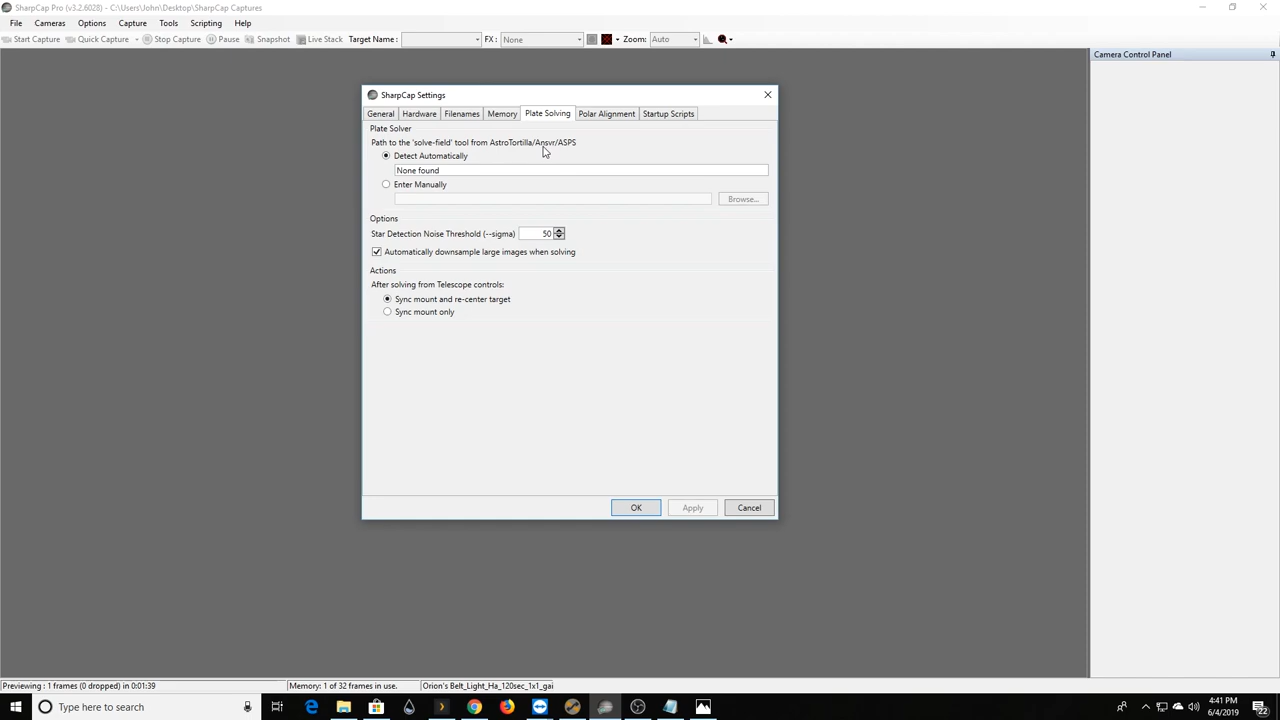 SharpCap Pro (v3.2.6028) - C:\Users\John\Desktop\SharpCap Captures
File Cameras Options Capture Tools Scripting Help
Start Capture Quick Capture Stop Capture Pause Snapshot Live Stack Target Name : FX : None Zoom: Auto
Camera Control Panel
SharpCap Settings
General Hardware Filenames Memory Plate Solving Polar Alignment Startup Scripts
Plate Solver
Path to the 'solve-field' tool from AstroTortilla/Ansvr/ASPS
Detect Automatically
None found
Enter Manually
Browse...
Options
Star Detection Noise Threshold (--sigma) 50
Automatically downsample large images when solving
Actions
After solving from Telescope controls:
Sync mount and re-center target
Sync mount only
OK Apply Cancel
Previewing : 1 frames (0 dropped) in 0:01:39 Memory: 1 of 32 frames in use. Orion's Belt_Light_Ha_120sec_1x1_gai
Type here to search
4:41 PM
6/4/2019
22